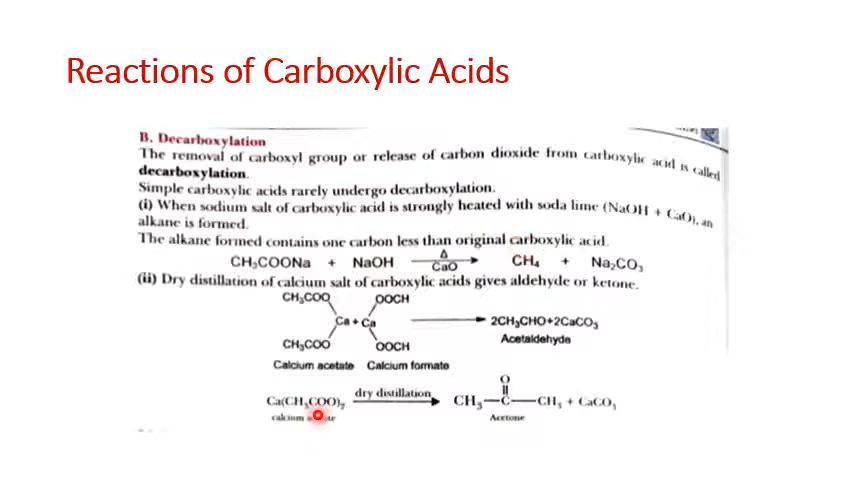 Reactions of Carboxylic Acids
B. Decarboxylation
The removal of carboxyl group or release of carbon dioxide from carboxylic acid is called
decarboxylation.
Simple carboxylic acids rarely undergo decarboxylation.
(i) When sodium salt of carboxylic acid is strongly heated with soda lime (NaOH + CaO), an
alkane is formed.
The alkane formed contains one carbon less than original carboxylic acid.
CH₃COONa + NaOH Δ CaO CH₄ + Na₂CO₃
(ii) Dry distillation of calcium salt of carboxylic acids gives aldehyde or ketone.
CH₃COO OOCH
Ca + Ca 2CH₃CHO+2CaCO₃
CH₃COO OOCH Acetaldehyde
Calcium acetate Calcium formate
O
Ca(CH₃COO)₂ dry distillation CH₃—C—CH₃ + CaCO₃
calcium Acetone